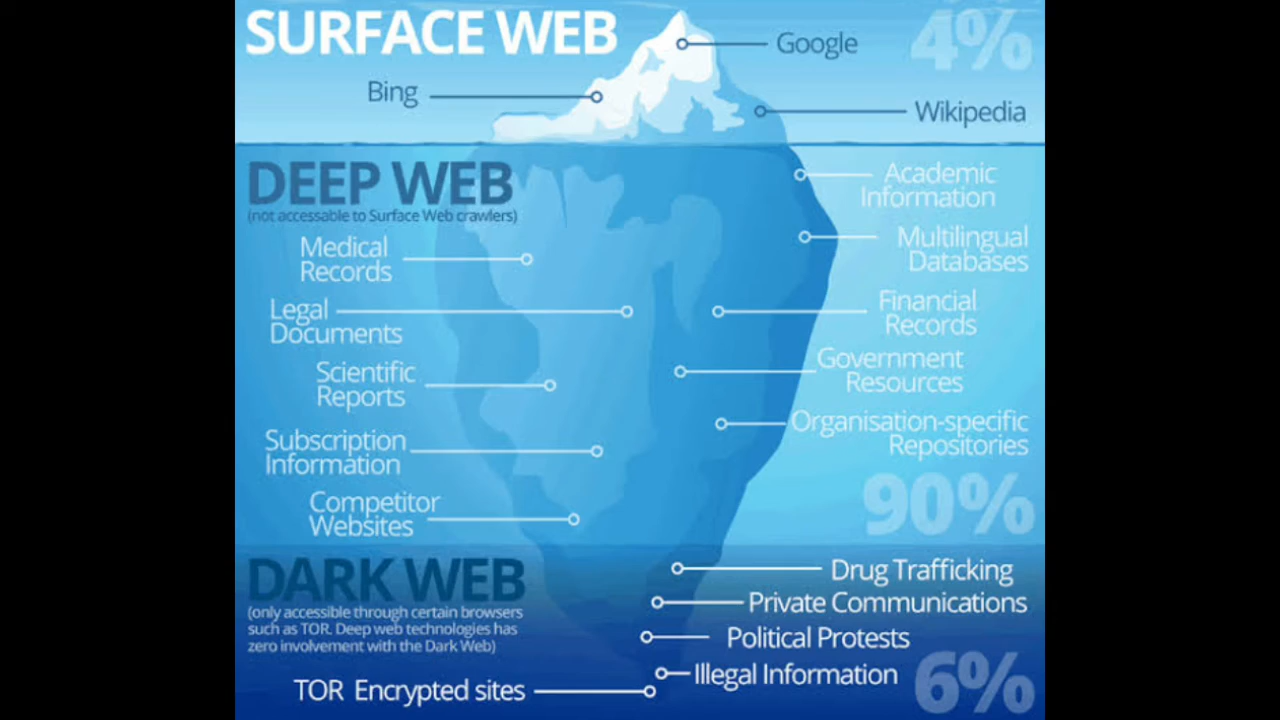 SURFACE WEB
Google
4%
Bing
Wikipedia
DEEP WEB
(not accessable to Surface Web crawlers)
Academic
Information
Medical
Records
Multilingual
Databases
Legal
Documents
Financial
Records
Scientific
Reports
Government
Resources
Subscription
Information
Organisation-specific
Repositories
Competitor
Websites
90%
DARK WEB
(only accessible through certain browsers
such as TOR. Deep web technologies has
zero involvement with the Dark Web)
Drug Trafficking
Private Communications
Political Protests
Illegal Information
TOR Encrypted sites
6%